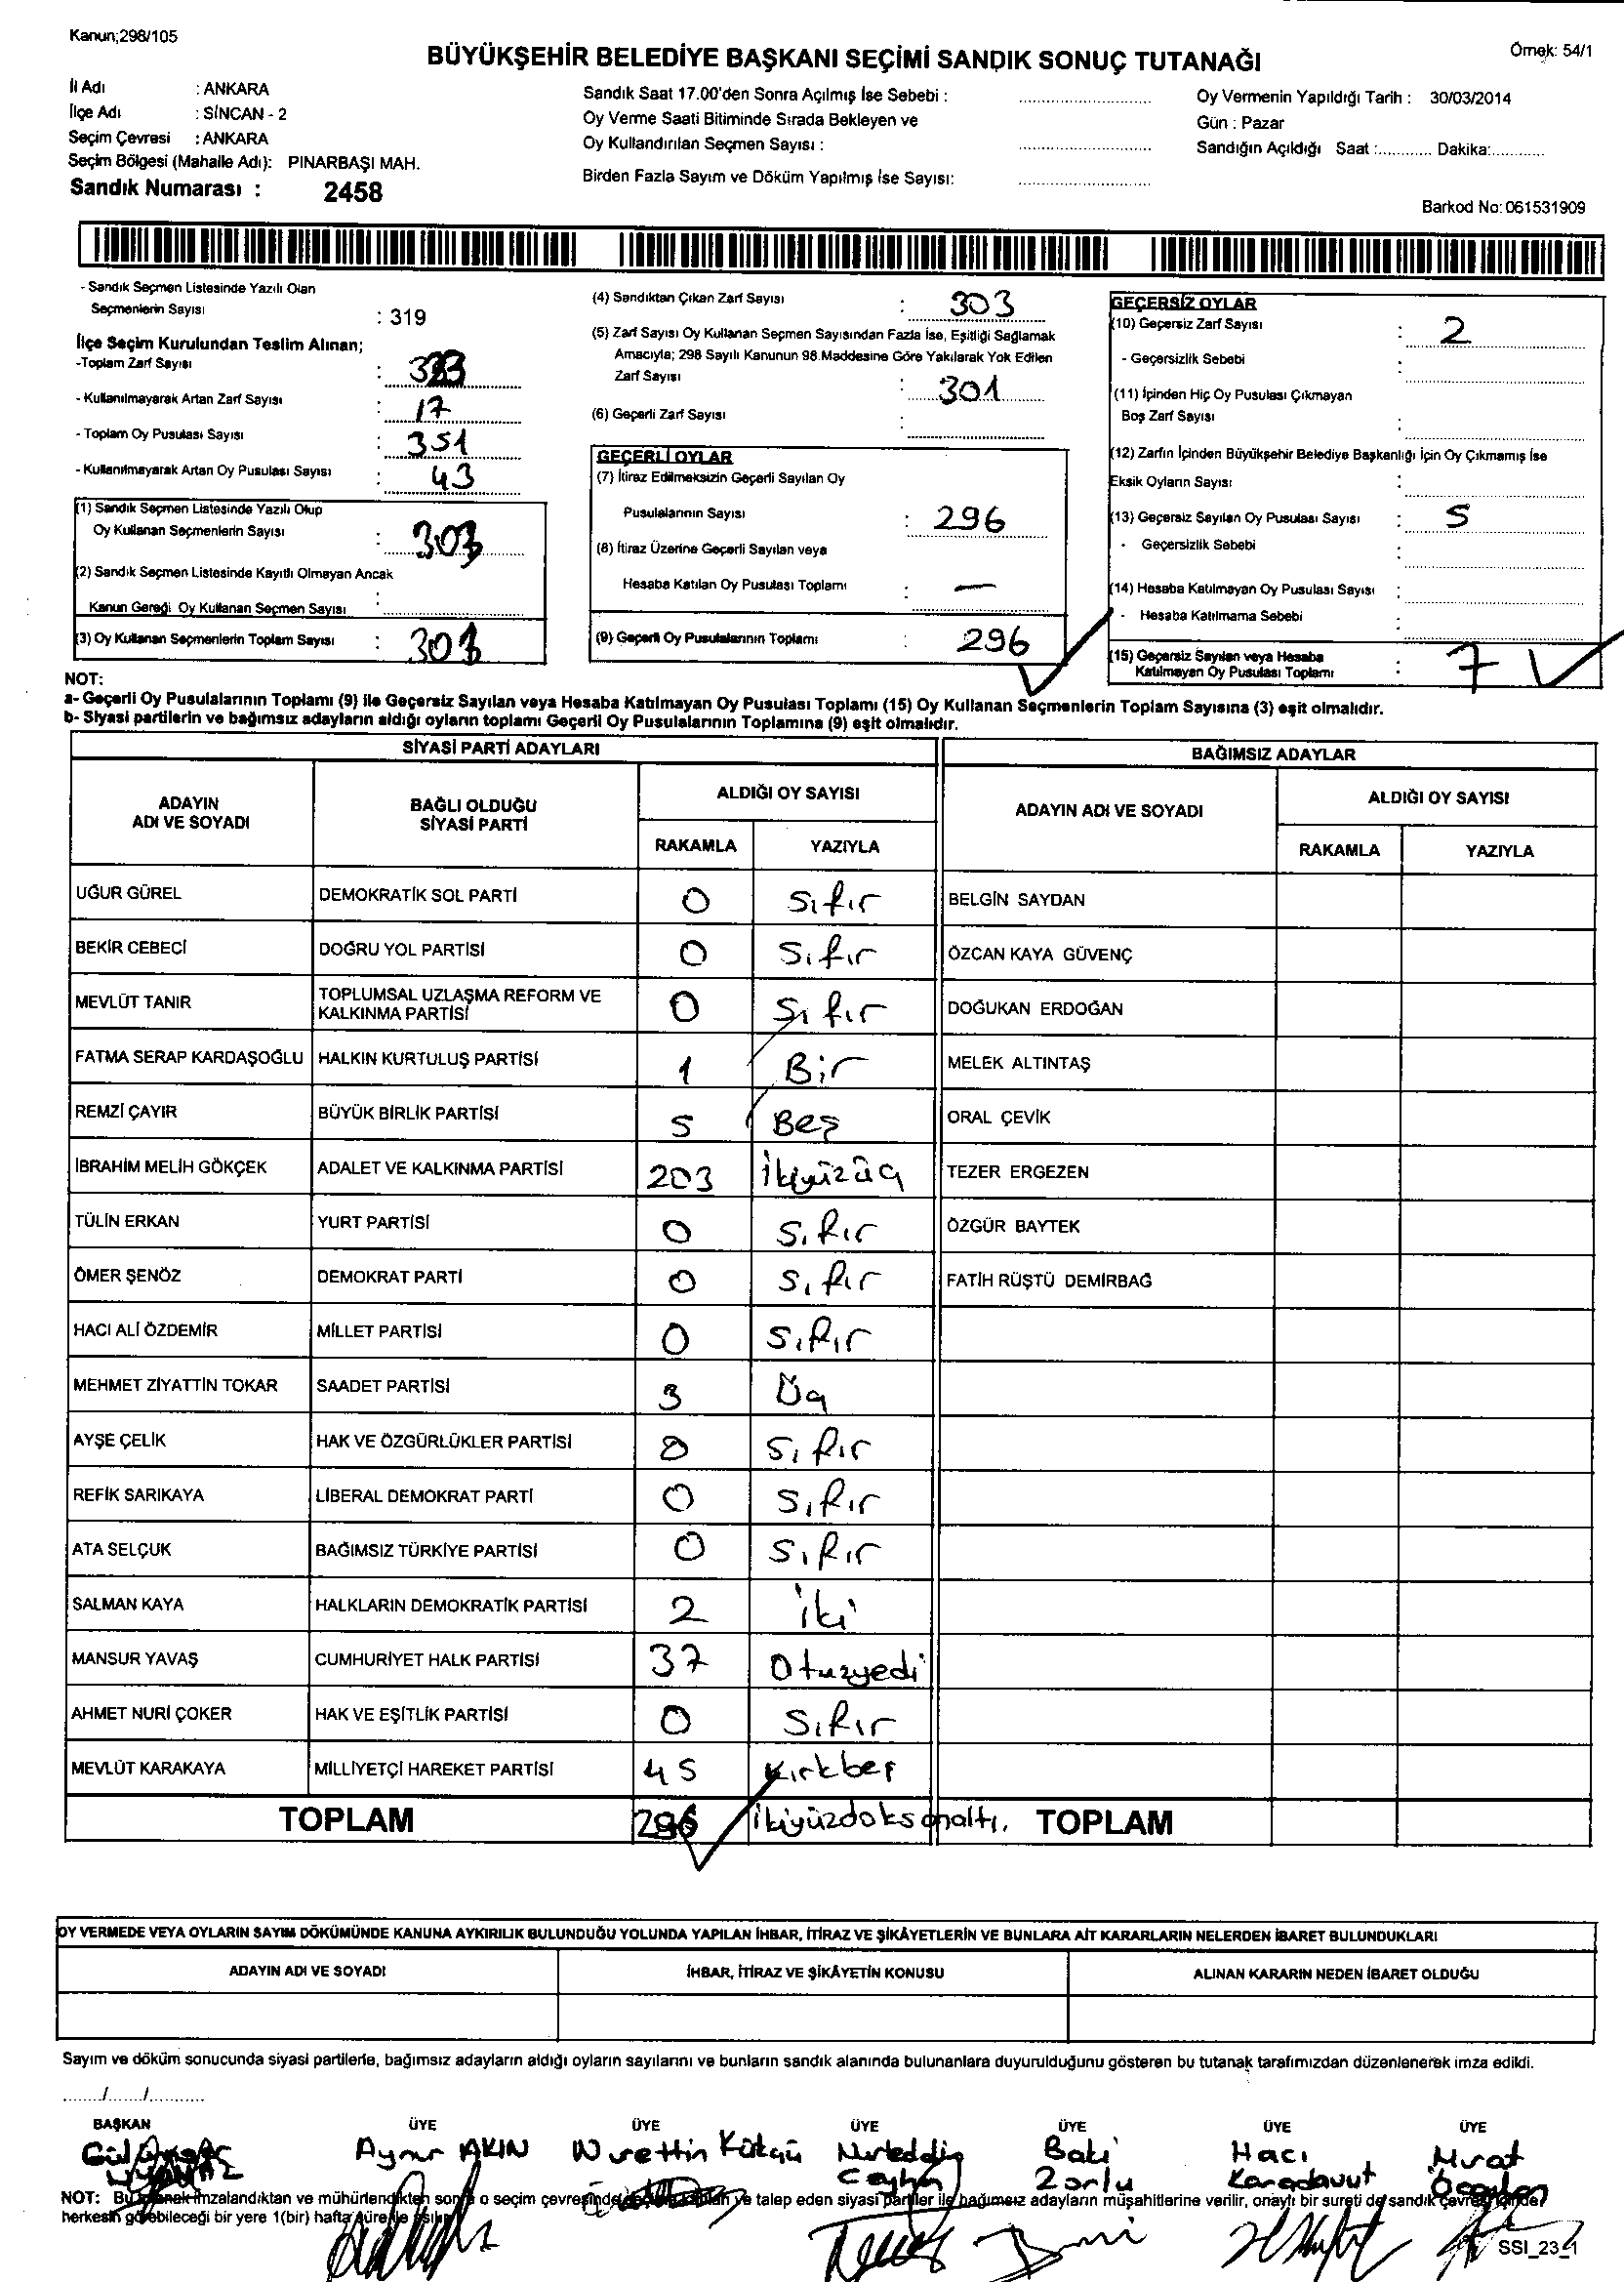 Kanun;298/105
BÜYÜKŞEHİR BELEDİYE BAŞKANI SEÇİMİ SANDIK SONUÇ TUTANAĞI
Örnek: 54/1
İl Adı : ANKARA
İlçe Adı : SİNCAN - 2
Seçim Çevresi : ANKARA
Seçim Bölgesi (Mahalle Adı): PINARBAŞI MAH.
Sandık Numarası : 2458
Sandık Saat 17.00'den Sonra Açılmış İse Sebebi :
Oy Verme Saati Bitiminde Sırada Bekleyen ve
Oy Kullandırılan Seçmen Sayısı :
Birden Fazla Sayım ve Döküm Yapılmış İse Sayısı:
Oy Vermenin Yapıldığı Tarih : 30/03/2014
Gün : Pazar
Sandığın Açıldığı Saat :........... Dakika:...........
Barkod No: 061531909
- Sandık Seçmen Listesinde Yazılı Olan
Seçmenlerin Sayısı : 319
İlçe Seçim Kurulundan Teslim Alınan;
-Toplam Zarf Sayısı :
- Kullanılmayarak Artan Zarf Sayısı : 17
- Toplam Oy Pusulası Sayısı : 351
- Kullanılmayarak Artan Oy Pusulası Sayısı : 43
(1) Sandık Seçmen Listesinde Yazılı Olup
Oy Kullanan Seçmenlerin Sayısı : 303
(2) Sandık Seçmen Listesinde Kayıtlı Olmayan Ancak
Kanun Gereği Oy Kullanan Seçmen Sayısı :
(3) Oy Kullanan Seçmenlerin Toplam Sayısı : 303
(4) Sandıktan Çıkan Zarf Sayısı : 303
(5) Zarf Sayısı Oy Kullanan Seçmen Sayısından Fazla İse, Eşitliği Sağlamak
Amacıyla; 298 Sayılı Kanunun 98.Maddesine Göre Yakılarak Yok Edilen
Zarf Sayısı : 301
(6) Geçerli Zarf Sayısı :
GEÇERLİ OYLAR
(7) İtiraz Edilmeksizin Geçerli Sayılan Oy
Pusulalarının Sayısı : 296
(8) İtiraz Üzerine Geçerli Sayılan veya
Hesaba Katılan Oy Pusulası Toplamı : —
(9) Geçerli Oy Pusulalarının Toplamı : 296
GEÇERSİZ OYLAR
(10) Geçersiz Zarf Sayısı : 2
- Geçersizlik Sebebi :
(11) İçinden Hiç Oy Pusulası Çıkmayan
Boş Zarf Sayısı :
(12) Zarfın İçinden Büyükşehir Belediye Başkanlığı İçin Oy Çıkmamış İse
Eksik Oyların Sayısı :
(13) Geçersiz Sayılan Oy Pusulası Sayısı : 5
- Geçersizlik Sebebi :
(14) Hesaba Katılmayan Oy Pusulası Sayısı :
- Hesaba Katılmama Sebebi :
(15) Geçersiz Sayılan veya Hesaba
Katılmayan Oy Pusulası Toplamı : 7
NOT:
a- Geçerli Oy Pusulalarının Toplamı (9) ile Geçersiz Sayılan veya Hesaba Katılmayan Oy Pusulası Toplamı (15) Oy Kullanan Seçmenlerin Toplam Sayısına (3) eşit olmalıdır.
b- Siyasi partilerin ve bağımsız adayların aldığı oyların toplamı Geçerli Oy Pusulalarının Toplamına (9) eşit olmalıdır.
SİYASİ PARTİ ADAYLARI
BAĞIMSIZ ADAYLAR
ADAYIN ADI VE SOYADI
BAĞLI OLDUĞU SİYASİ PARTİ
ALDIĞI OY SAYISI
RAKAMLA YAZIYLA
ADAYIN ADI VE SOYADI
ALDIĞI OY SAYISI
RAKAMLA YAZIYLA
UĞUR GÜREL DEMOKRATİK SOL PARTİ 0 Sıfır BELGİN SAYDAN
BEKİR CEBECİ DOĞRU YOL PARTİSİ 0 Sıfır ÖZCAN KAYA GÜVENÇ
MEVLÜT TANIR TOPLUMSAL UZLAŞMA REFORM VE KALKINMA PARTİSİ 0 Sıfır DOĞUKAN ERDOĞAN
FATMA SERAP KARDAŞOĞLU HALKIN KURTULUŞ PARTİSİ 1 Bir MELEK ALTINTAŞ
REMZİ ÇAYIR BÜYÜK BİRLİK PARTİSİ 5 Beş ORAL ÇEVİK
İBRAHİM MELİH GÖKÇEK ADALET VE KALKINMA PARTİSİ 203 İkiyüzüç TEZER ERGEZEN
TÜLİN ERKAN YURT PARTİSİ 0 Sıfır ÖZGÜR BAYTEK
ÖMER ŞENÖZ DEMOKRAT PARTİ 0 Sıfır FATİH RÜŞTÜ DEMİRBAĞ
HACI ALİ ÖZDEMİR MİLLET PARTİSİ 0 Sıfır
MEHMET ZİYATTİN TOKAR SAADET PARTİSİ 3 Üç
AYŞE ÇELİK HAK VE ÖZGÜRLÜKLER PARTİSİ 0 Sıfır
REFİK SARIKAYA LİBERAL DEMOKRAT PARTİ 0 Sıfır
ATA SELÇUK BAĞIMSIZ TÜRKİYE PARTİSİ 0 Sıfır
SALMAN KAYA HALKLARIN DEMOKRATİK PARTİSİ 2 İki
MANSUR YAVAŞ CUMHURİYET HALK PARTİSİ 37 Otuzyedi
AHMET NURİ ÇOKER HAK VE EŞİTLİK PARTİSİ 0 Sıfır
MEVLÜT KARAKAYA MİLLİYETÇİ HAREKET PARTİSİ 45 Kırkbeş
TOPLAM 296 İkiyüzdoksanaltı. TOPLAM
OY VERMEDE VEYA OYLARIN SAYIM DÖKÜMÜNDE KANUNA AYKIRILIK BULUNDUĞU YOLUNDA YAPILAN İHBAR, İTİRAZ VE ŞİKÂYETLERİN VE BUNLARA AİT KARARLARIN NELERDEN İBARET BULUNDUKLARI
ADAYIN ADI VE SOYADI İHBAR, İTİRAZ VE ŞİKÂYETİN KONUSU ALINAN KARARIN NEDEN İBARET OLDUĞU
Sayım ve döküm sonucunda siyasi partilerle, bağımsız adayların aldığı oyların sayılarını ve bunların sandık alanında bulunanlara duyurulduğunu gösteren bu tutanak tarafımızdan düzenlenerek imza edildi.
......../......../...........
BAŞKAN ÜYE ÜYE ÜYE ÜYE ÜYE ÜYE
Aynur AKIN Nurettin Nureddin Baki Hacı Murat
Ceyhan Zorlu Karadavut
NOT: Bu tutanak imzalandıktan ve mühürlendikten sonra o seçim çevresinde ve talep eden siyasi partiler ile bağımsız adayların müşahitlerine verilir, onaylı bir sureti de sandık çevresi içinde
herkesin görebileceği bir yere 1(bir) hafta süre ile asılır.
SSI_23_1